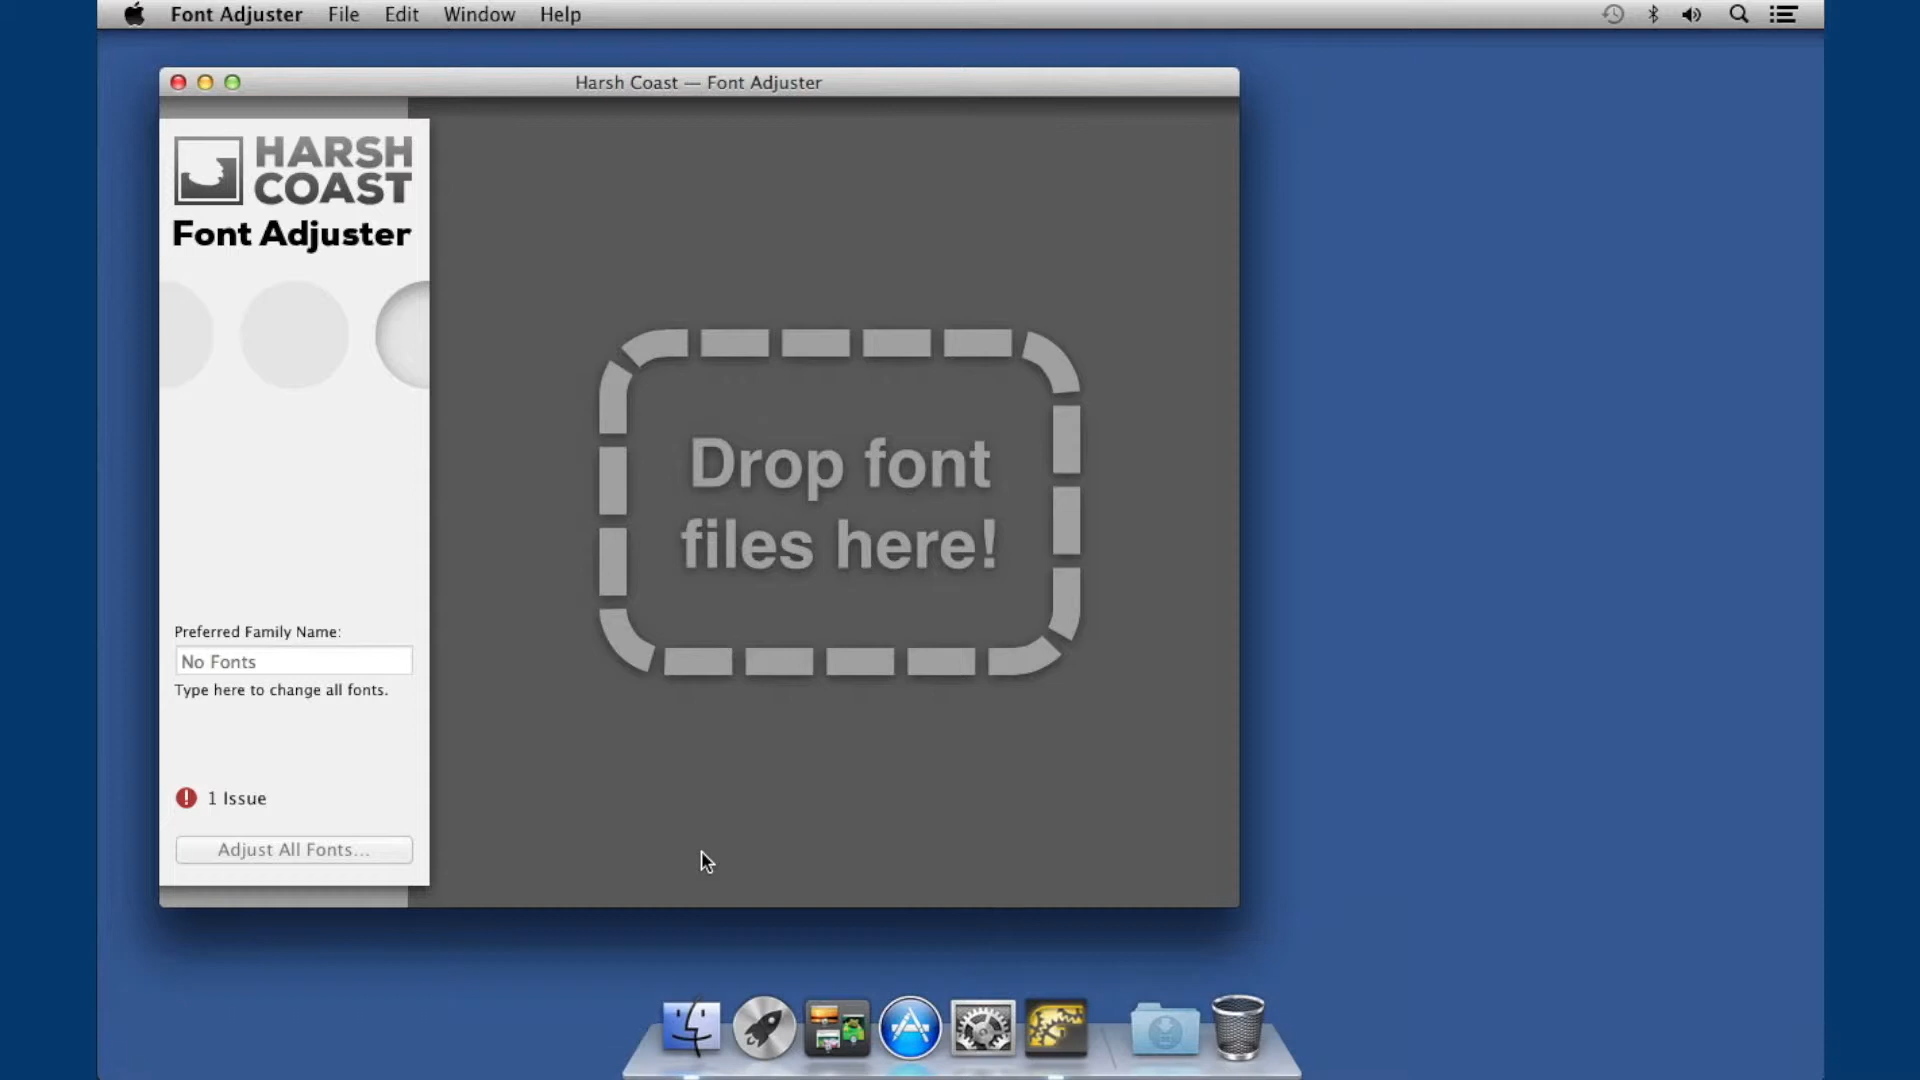 Font Adjuster File Edit Window Help
Harsh Coast — Font Adjuster
HARSH
COAST
Font Adjuster
Drop font
files here!
Preferred Family Name:
No Fonts
Type here to change all fonts.
1 Issue
Adjust All Fonts...